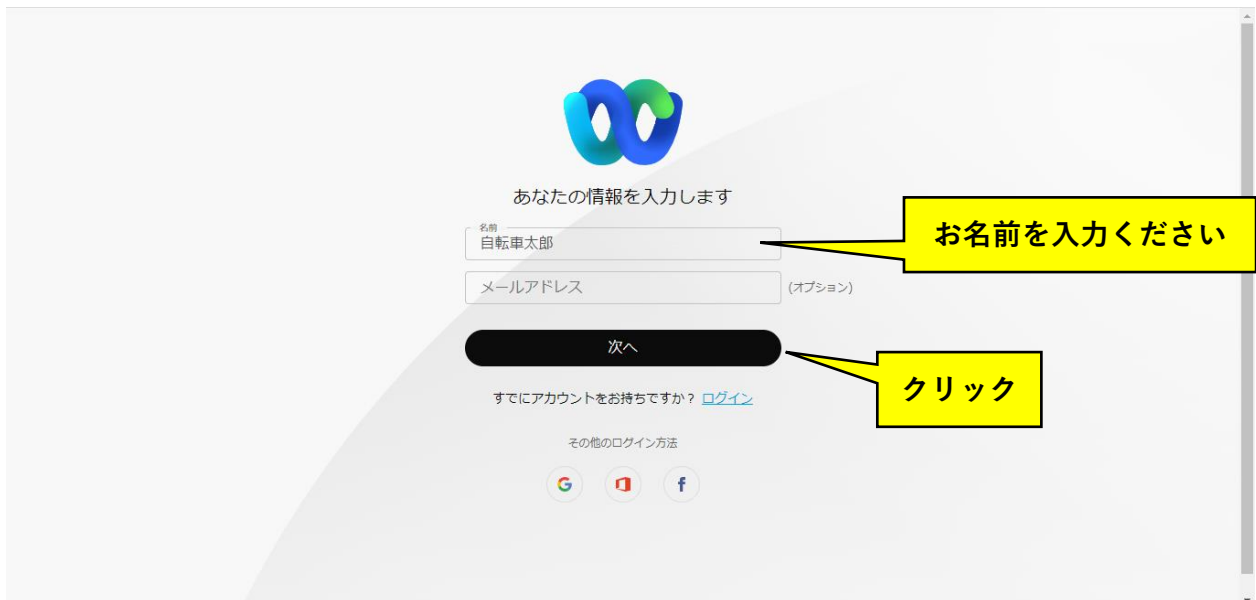 あなたの情報を入力します
名前
自転車太郎
お名前を入力ください
メールアドレス
(オプション)
次へ
クリック
すでにアカウントをお持ちですか？ ログイン
その他のログイン方法